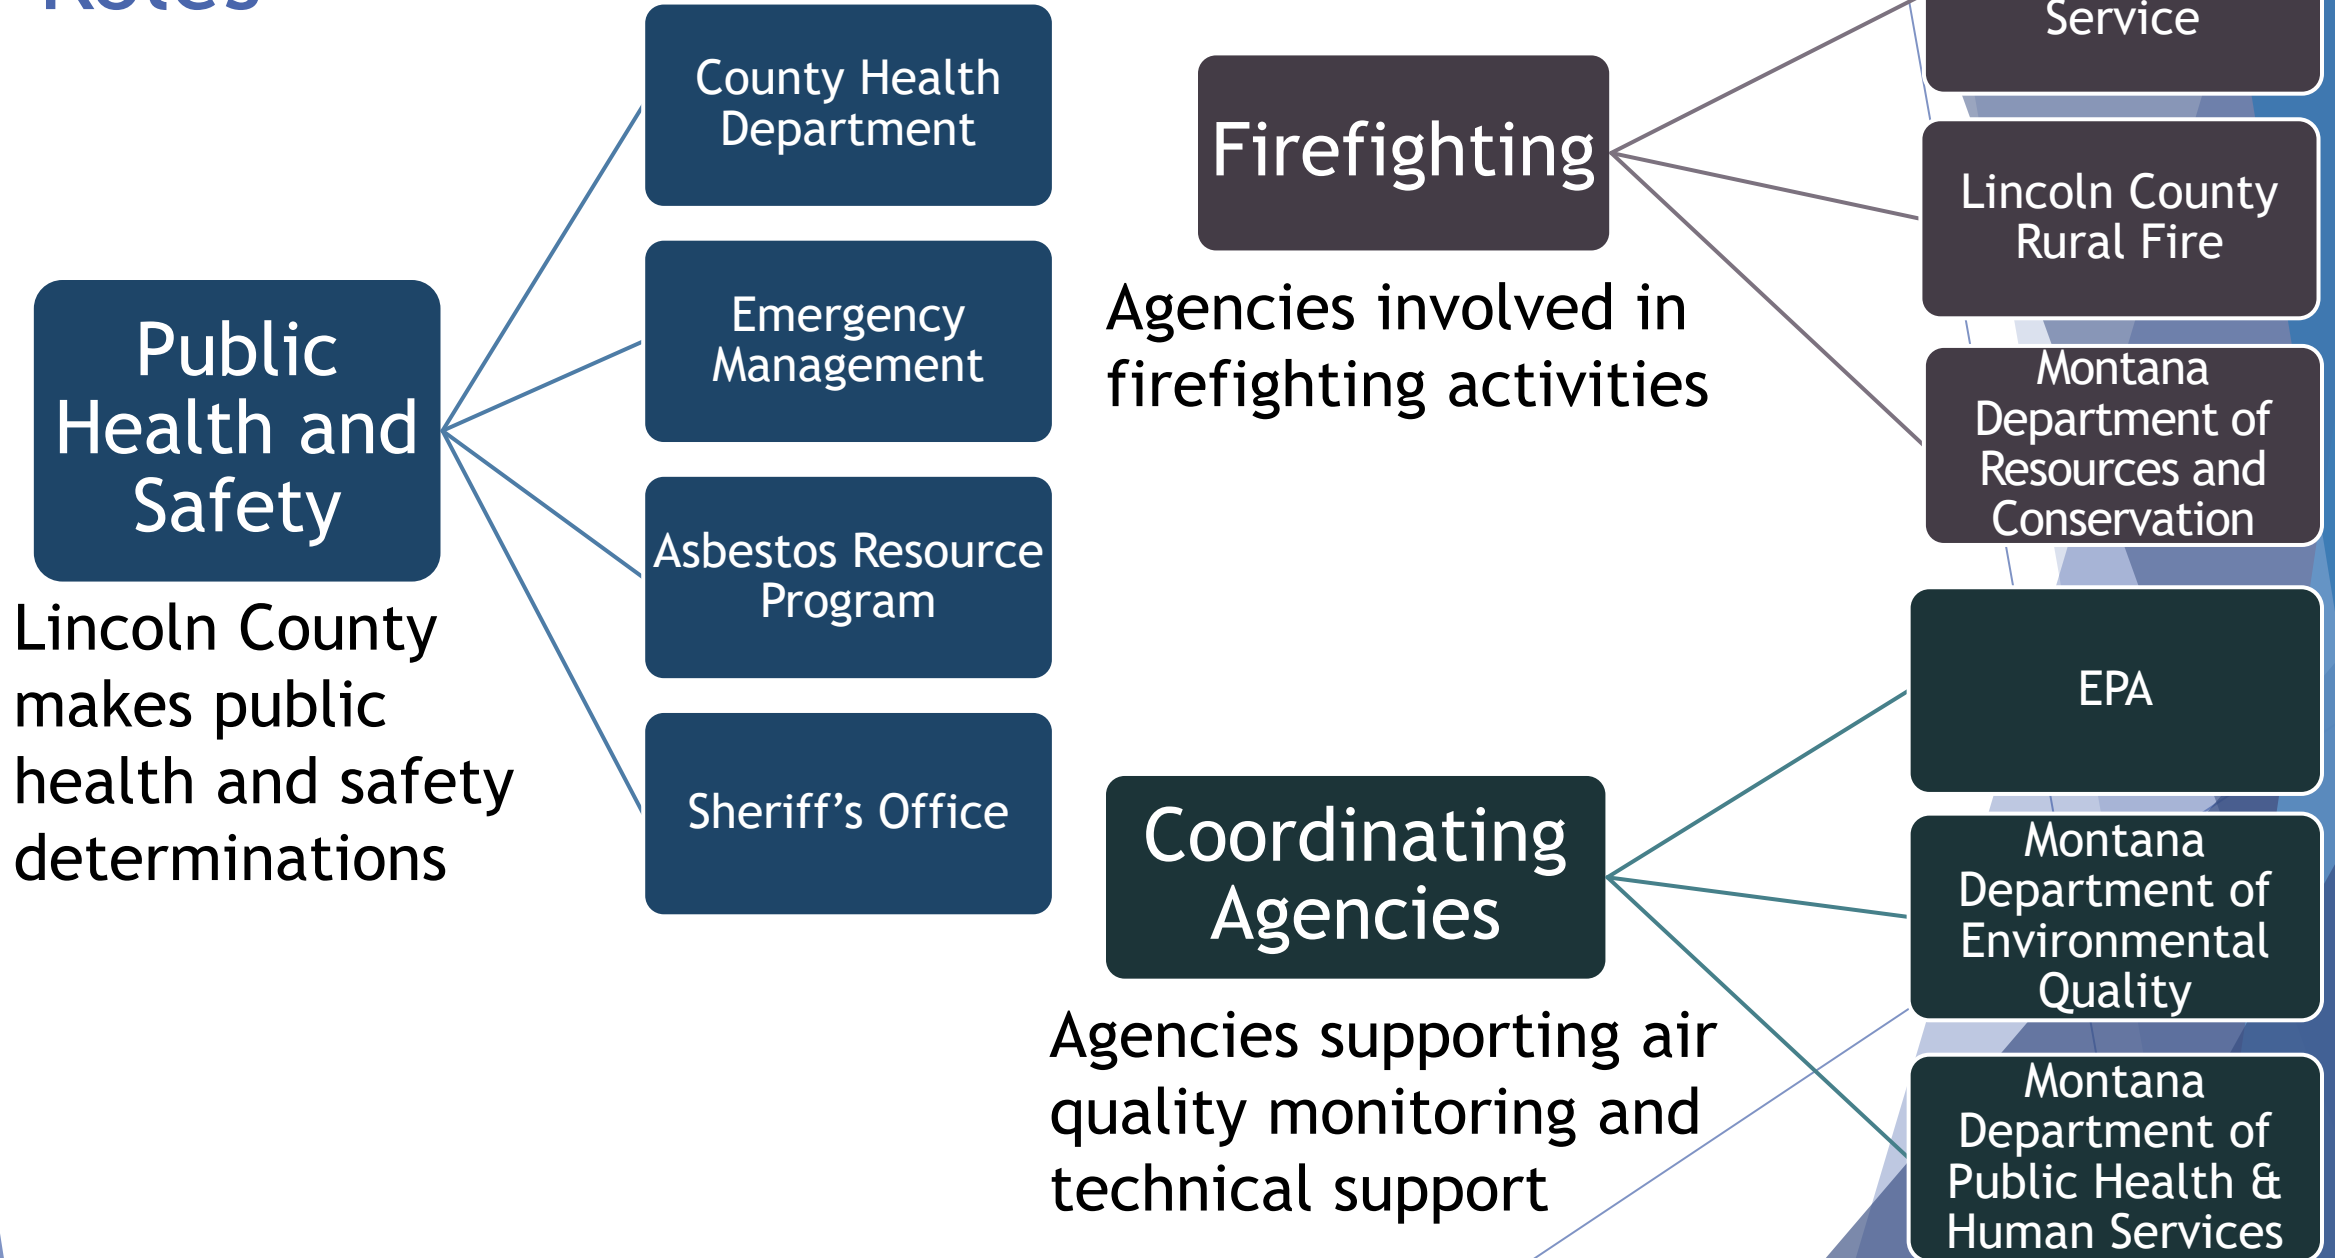 Roles
County Health
Department
Emergency
Management
Public
Health and
Safety
Asbestos Resource
Program
Sheriff’s Office
Lincoln County
makes public
health and safety
determinations
Firefighting
Service
Lincoln County
Rural Fire
Montana
Department of
Resources and
Conservation
Agencies involved in
firefighting activities
Coordinating
Agencies
EPA
Montana
Department of
Environmental
Quality
Montana
Department of
Public Health &
Human Services
Agencies supporting air
quality monitoring and
technical support